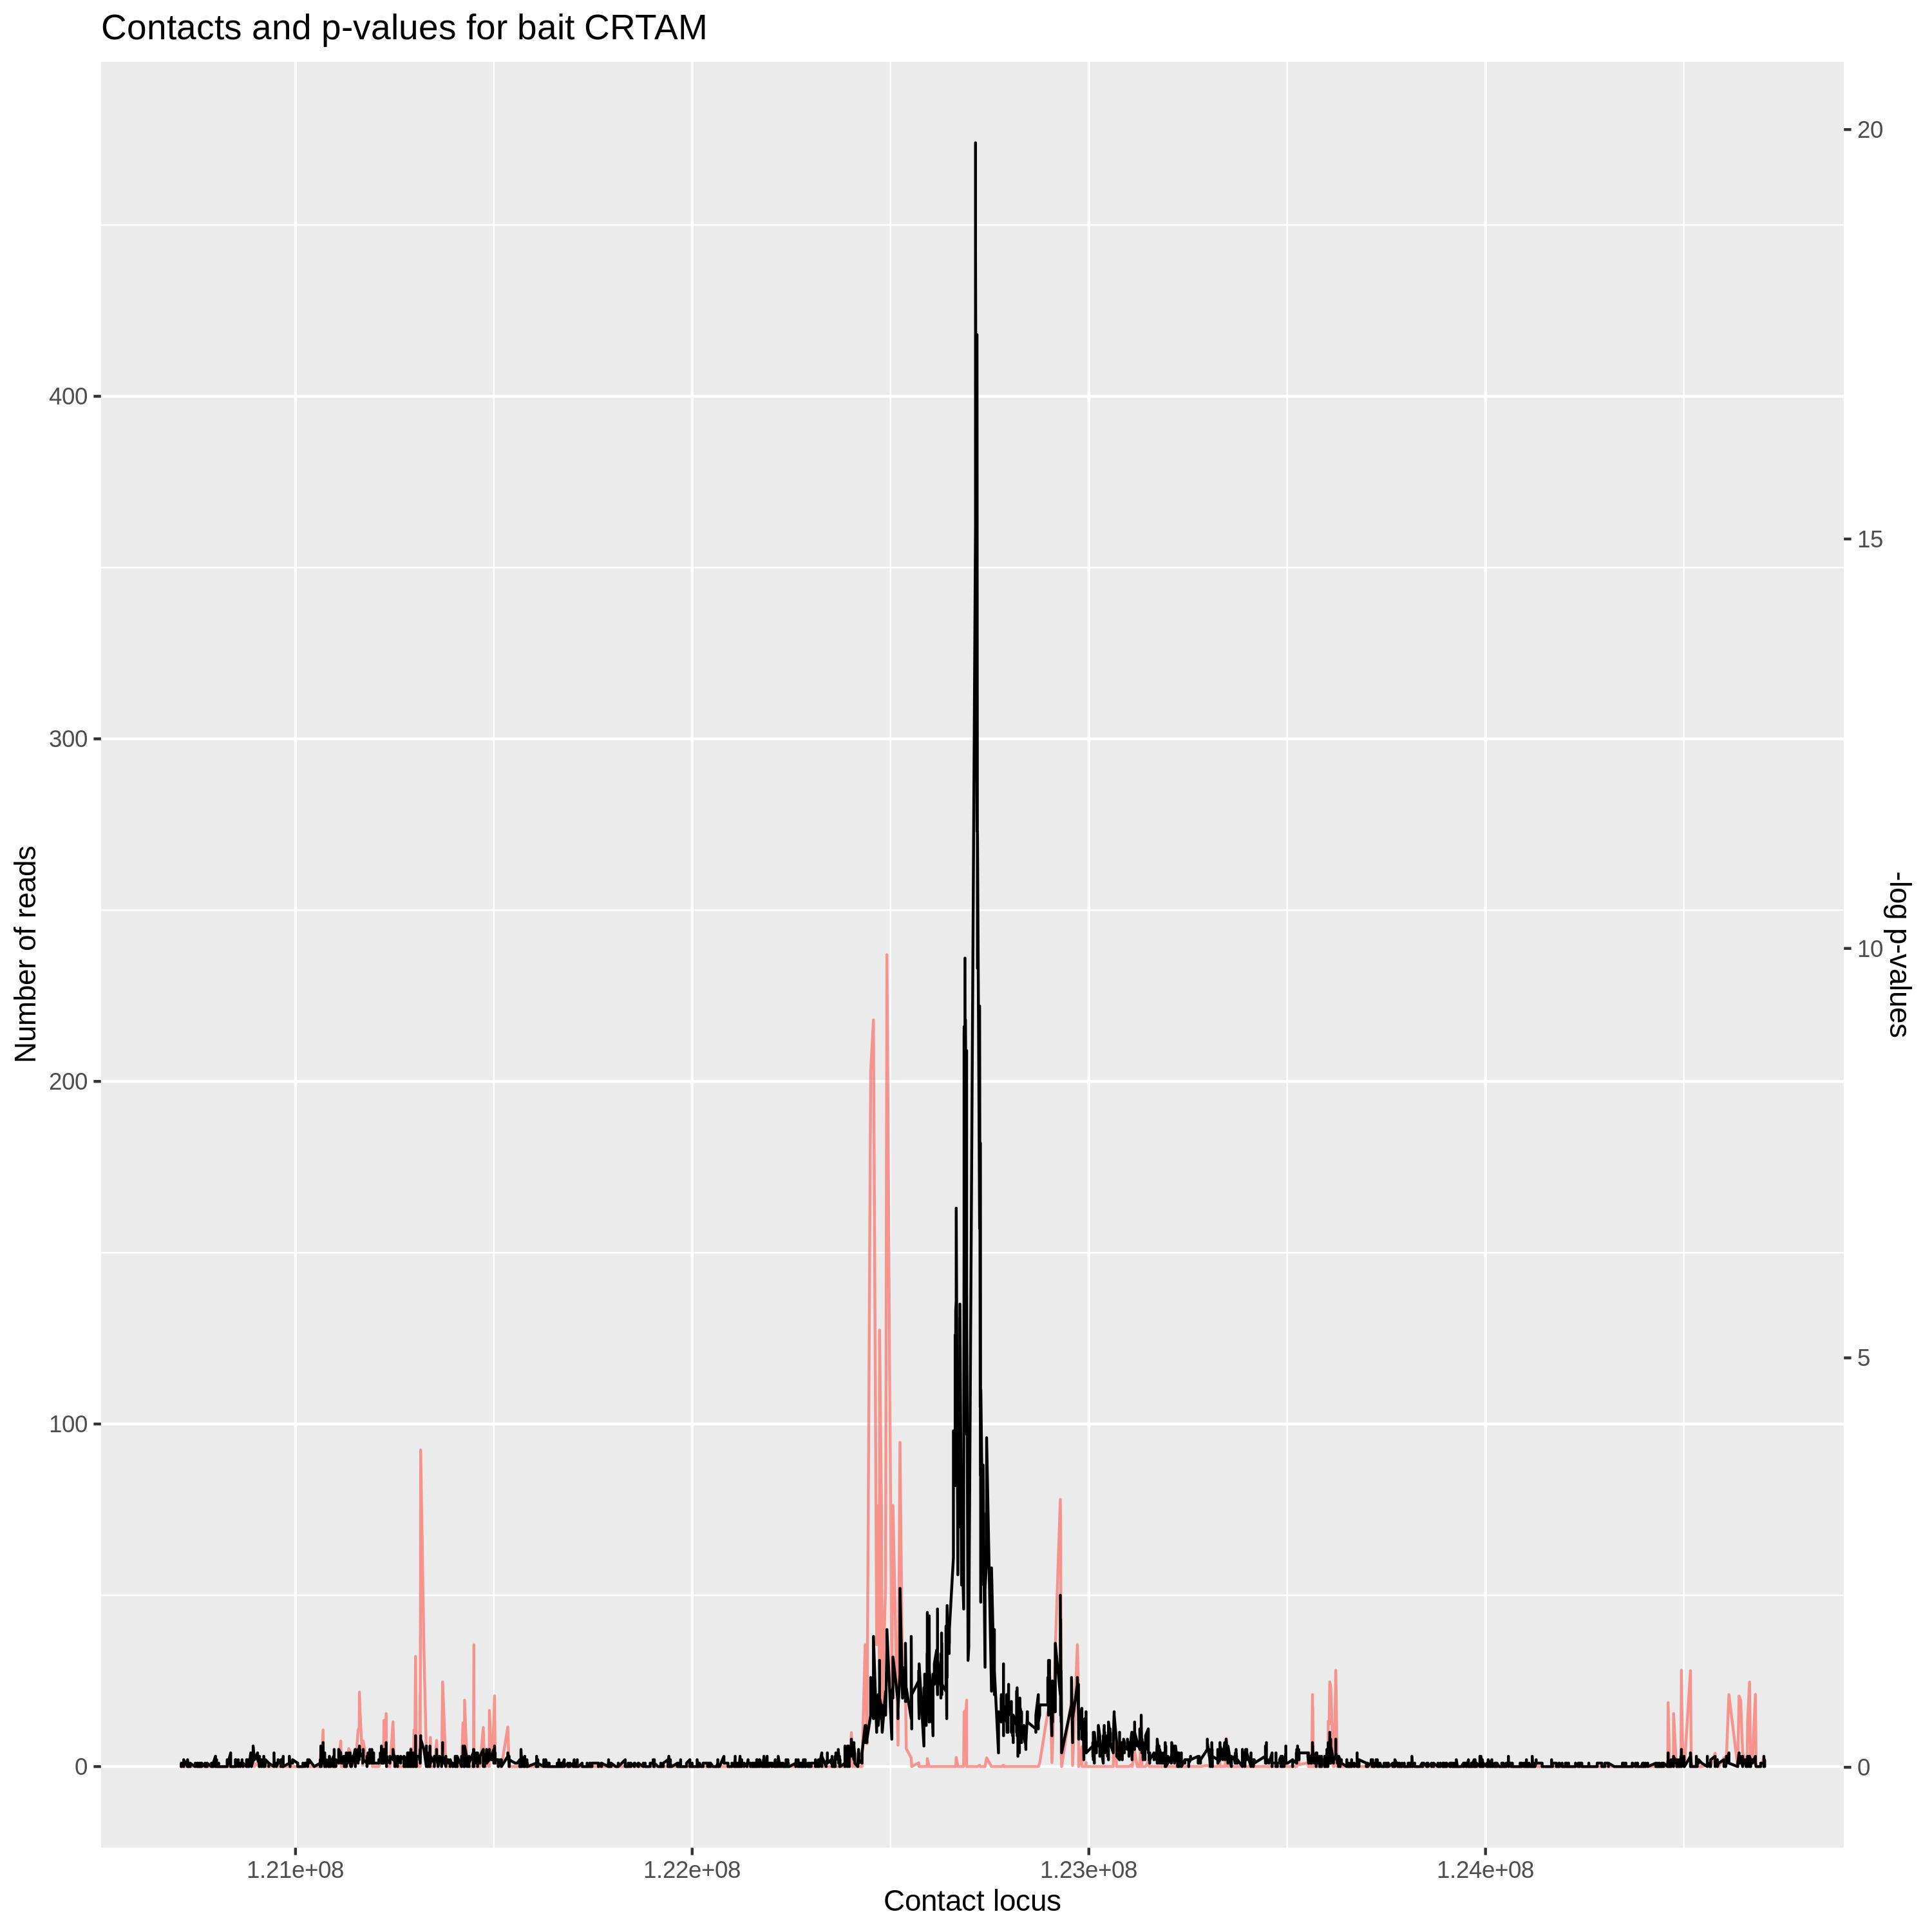 Contacts and p-values for bait CRTAM
Number of reads
400
300
200
100
0
20
15
10
5
0
-log p-values
1.21e+08
1.22e+08
1.23e+08
1.24e+08
Contact locus